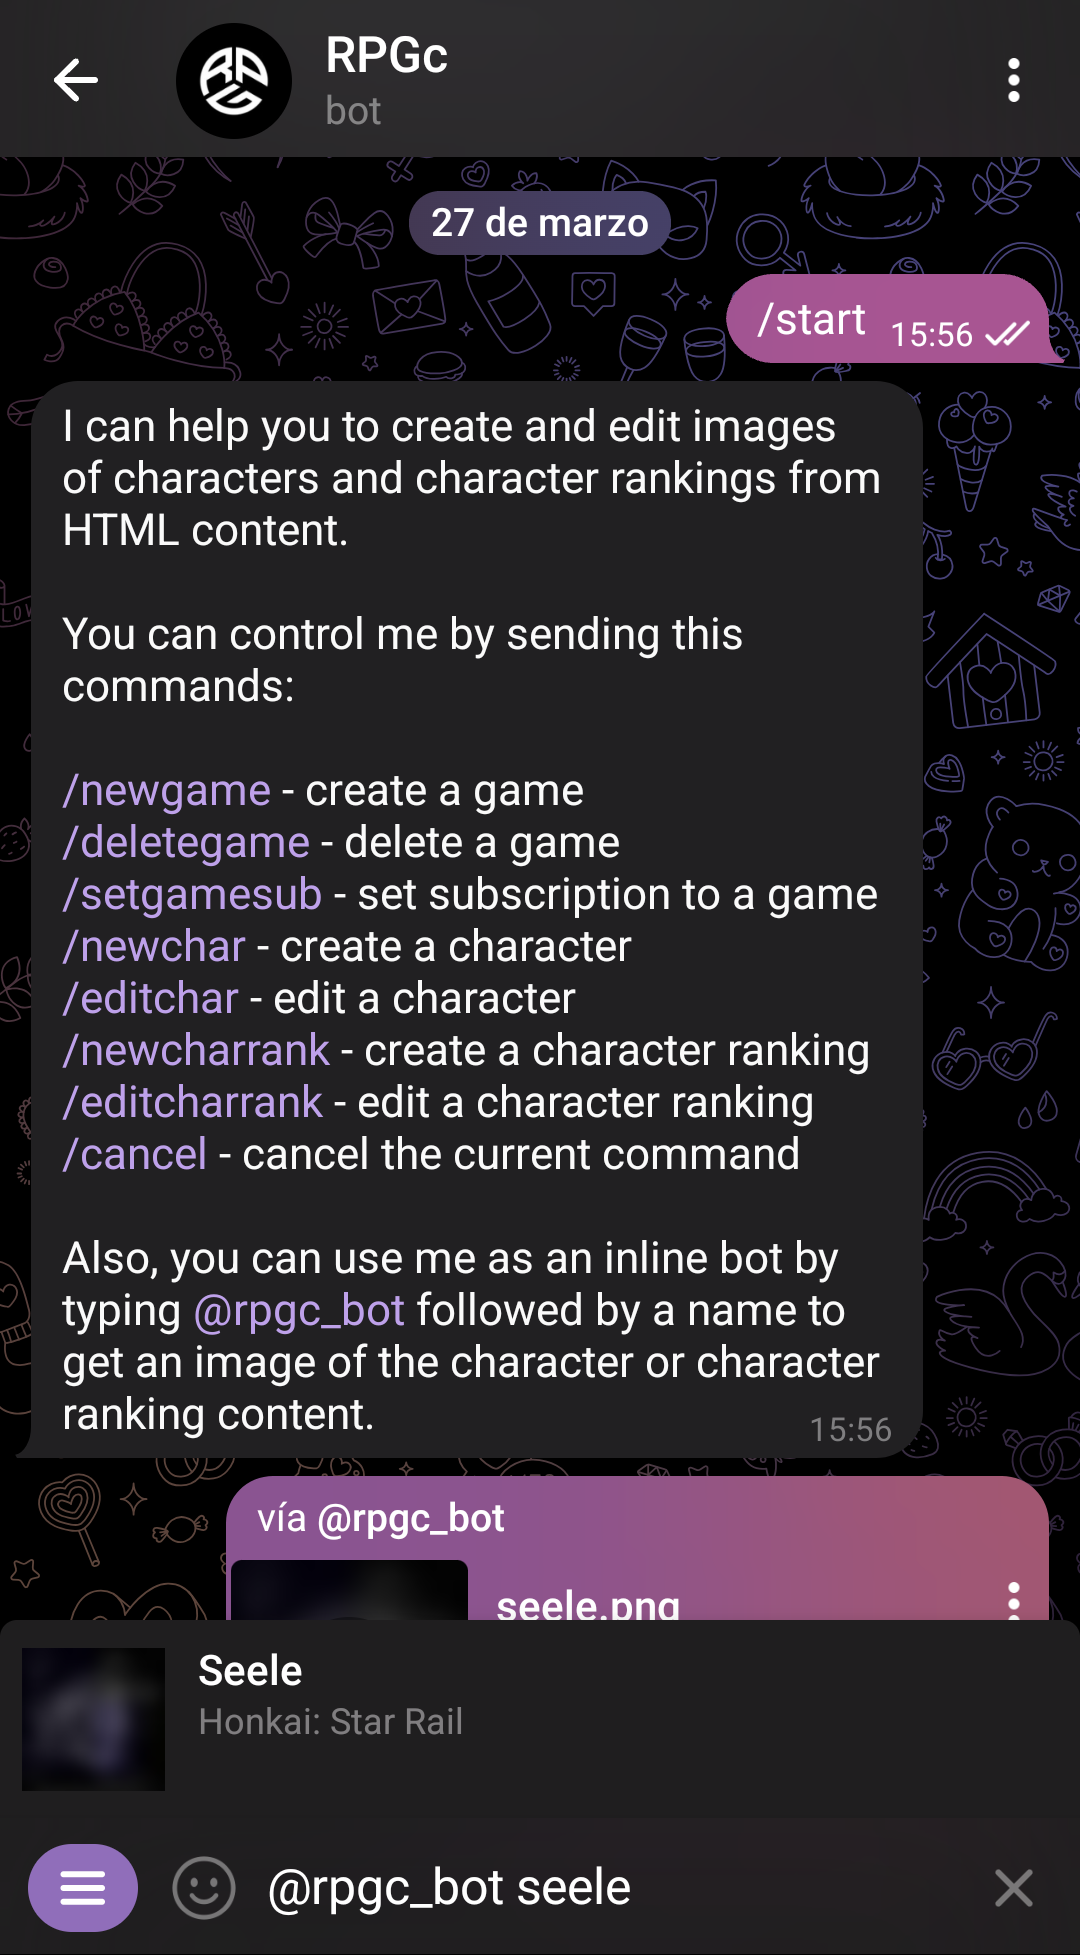 RPGc
bot
27 de marzo
/start 15:56
I can help you to create and edit images
of characters and character rankings from
HTML content.
You can control me by sending this
commands:
/newgame - create a game
/deletegame - delete a game
/setgamesub - set subscription to a game
/newchar - create a character
/editchar - edit a character
/newcharrank - create a character ranking
/editcharrank - edit a character ranking
/cancel - cancel the current command
Also, you can use me as an inline bot by
typing @rpgc_bot followed by a name to
get an image of the character or character
ranking content.
15:56
vía @rpgc_bot
seele.png
Seele
Honkai: Star Rail
@rpgc_bot seele